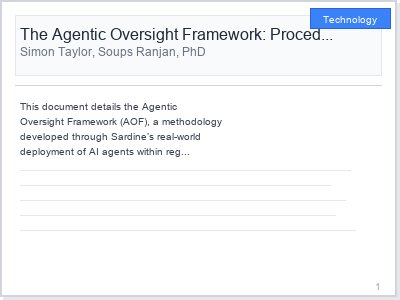 Technology
The Agentic Oversight Framework: Proced...
Simon Taylor, Soups Ranjan, PhD
This document details the Agentic
Oversight Framework (AOF), a methodology
developed through Sardine's real-world
deployment of AI agents within reg...
1